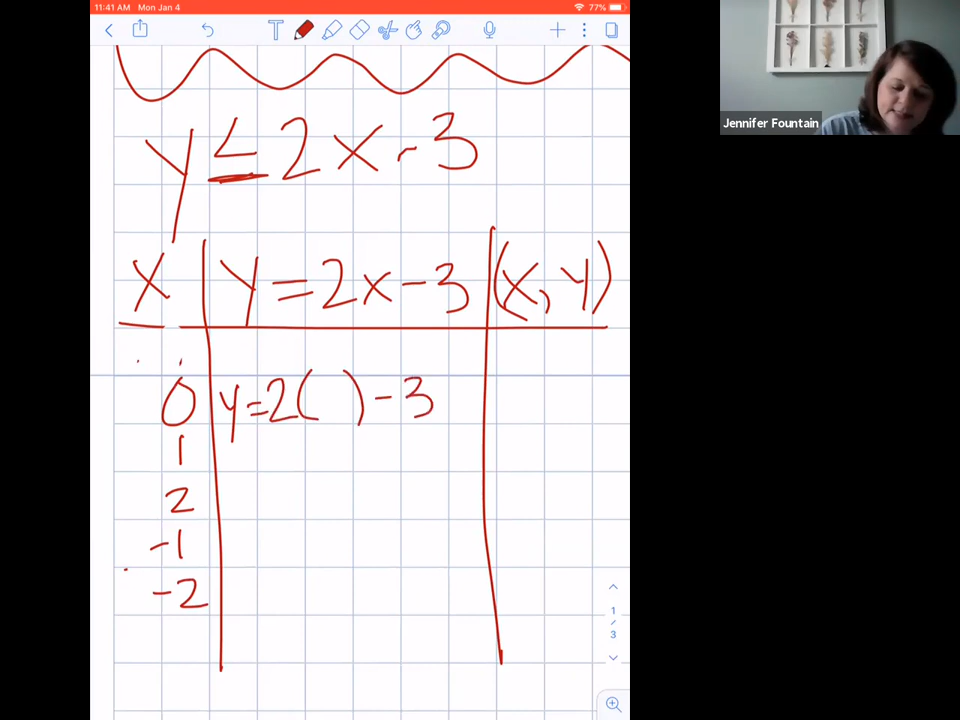 11:41 AM Mon Jan 4
77%
T
Jennifer Fountain
y ≤ 2x - 3
x y = 2x - 3 (x, y)
0 y = 2( ) - 3
1
2
-1
-2
1
/
3